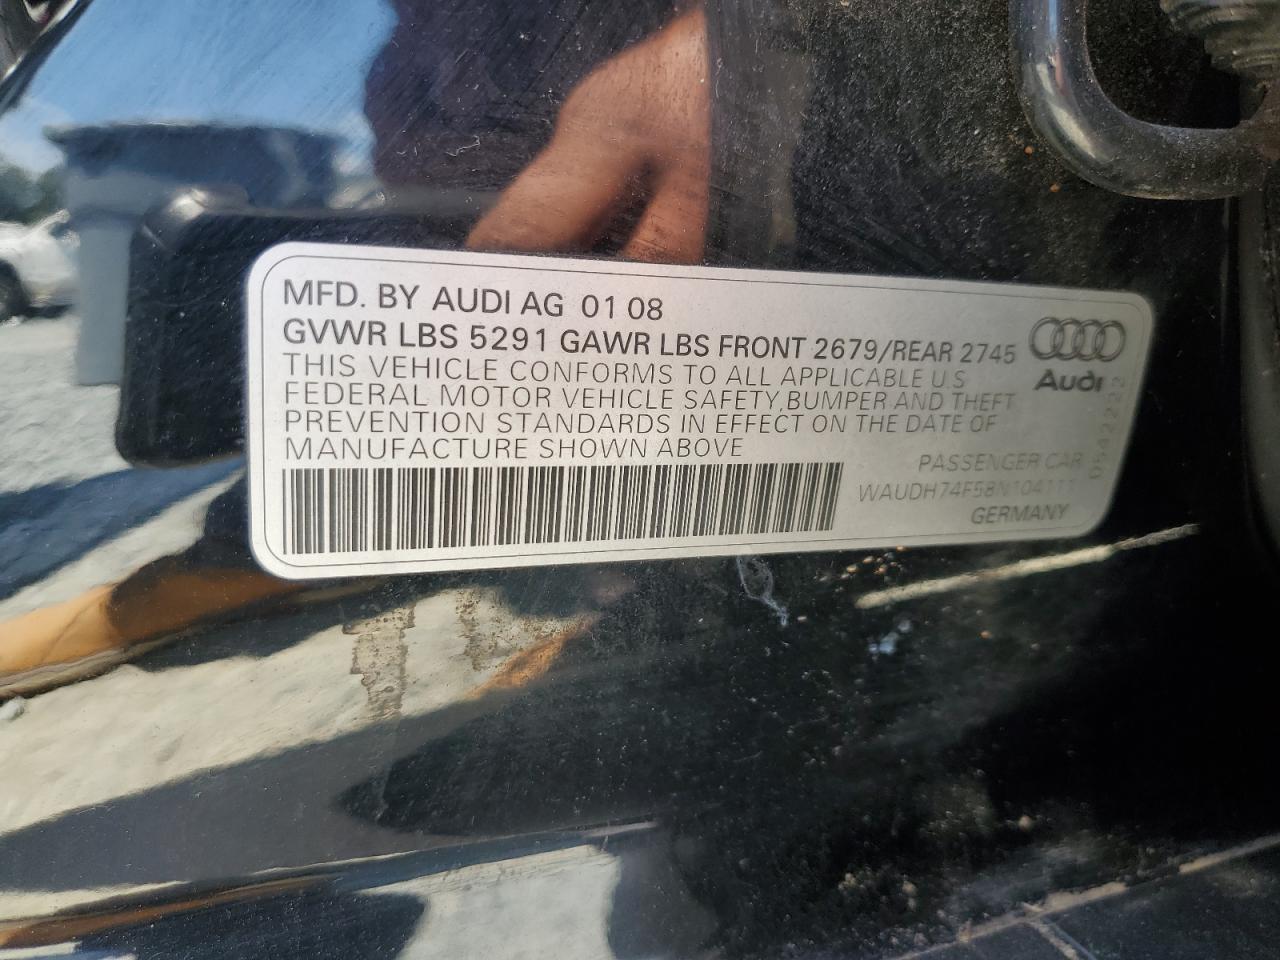 MFD. BY AUDI AG 01 08
GVWR LBS 5291 GAWR LBS FRONT 2679/REAR 2745
THIS VEHICLE CONFORMS TO ALL APPLICABLE U.S
FEDERAL MOTOR VEHICLE SAFETY, BUMPER AND THEFT
PREVENTION STANDARDS IN EFFECT ON THE DATE OF
MANUFACTURE SHOWN ABOVE
Audi
PASSENGER CAR
WAUDH74F58N104111
GERMANY